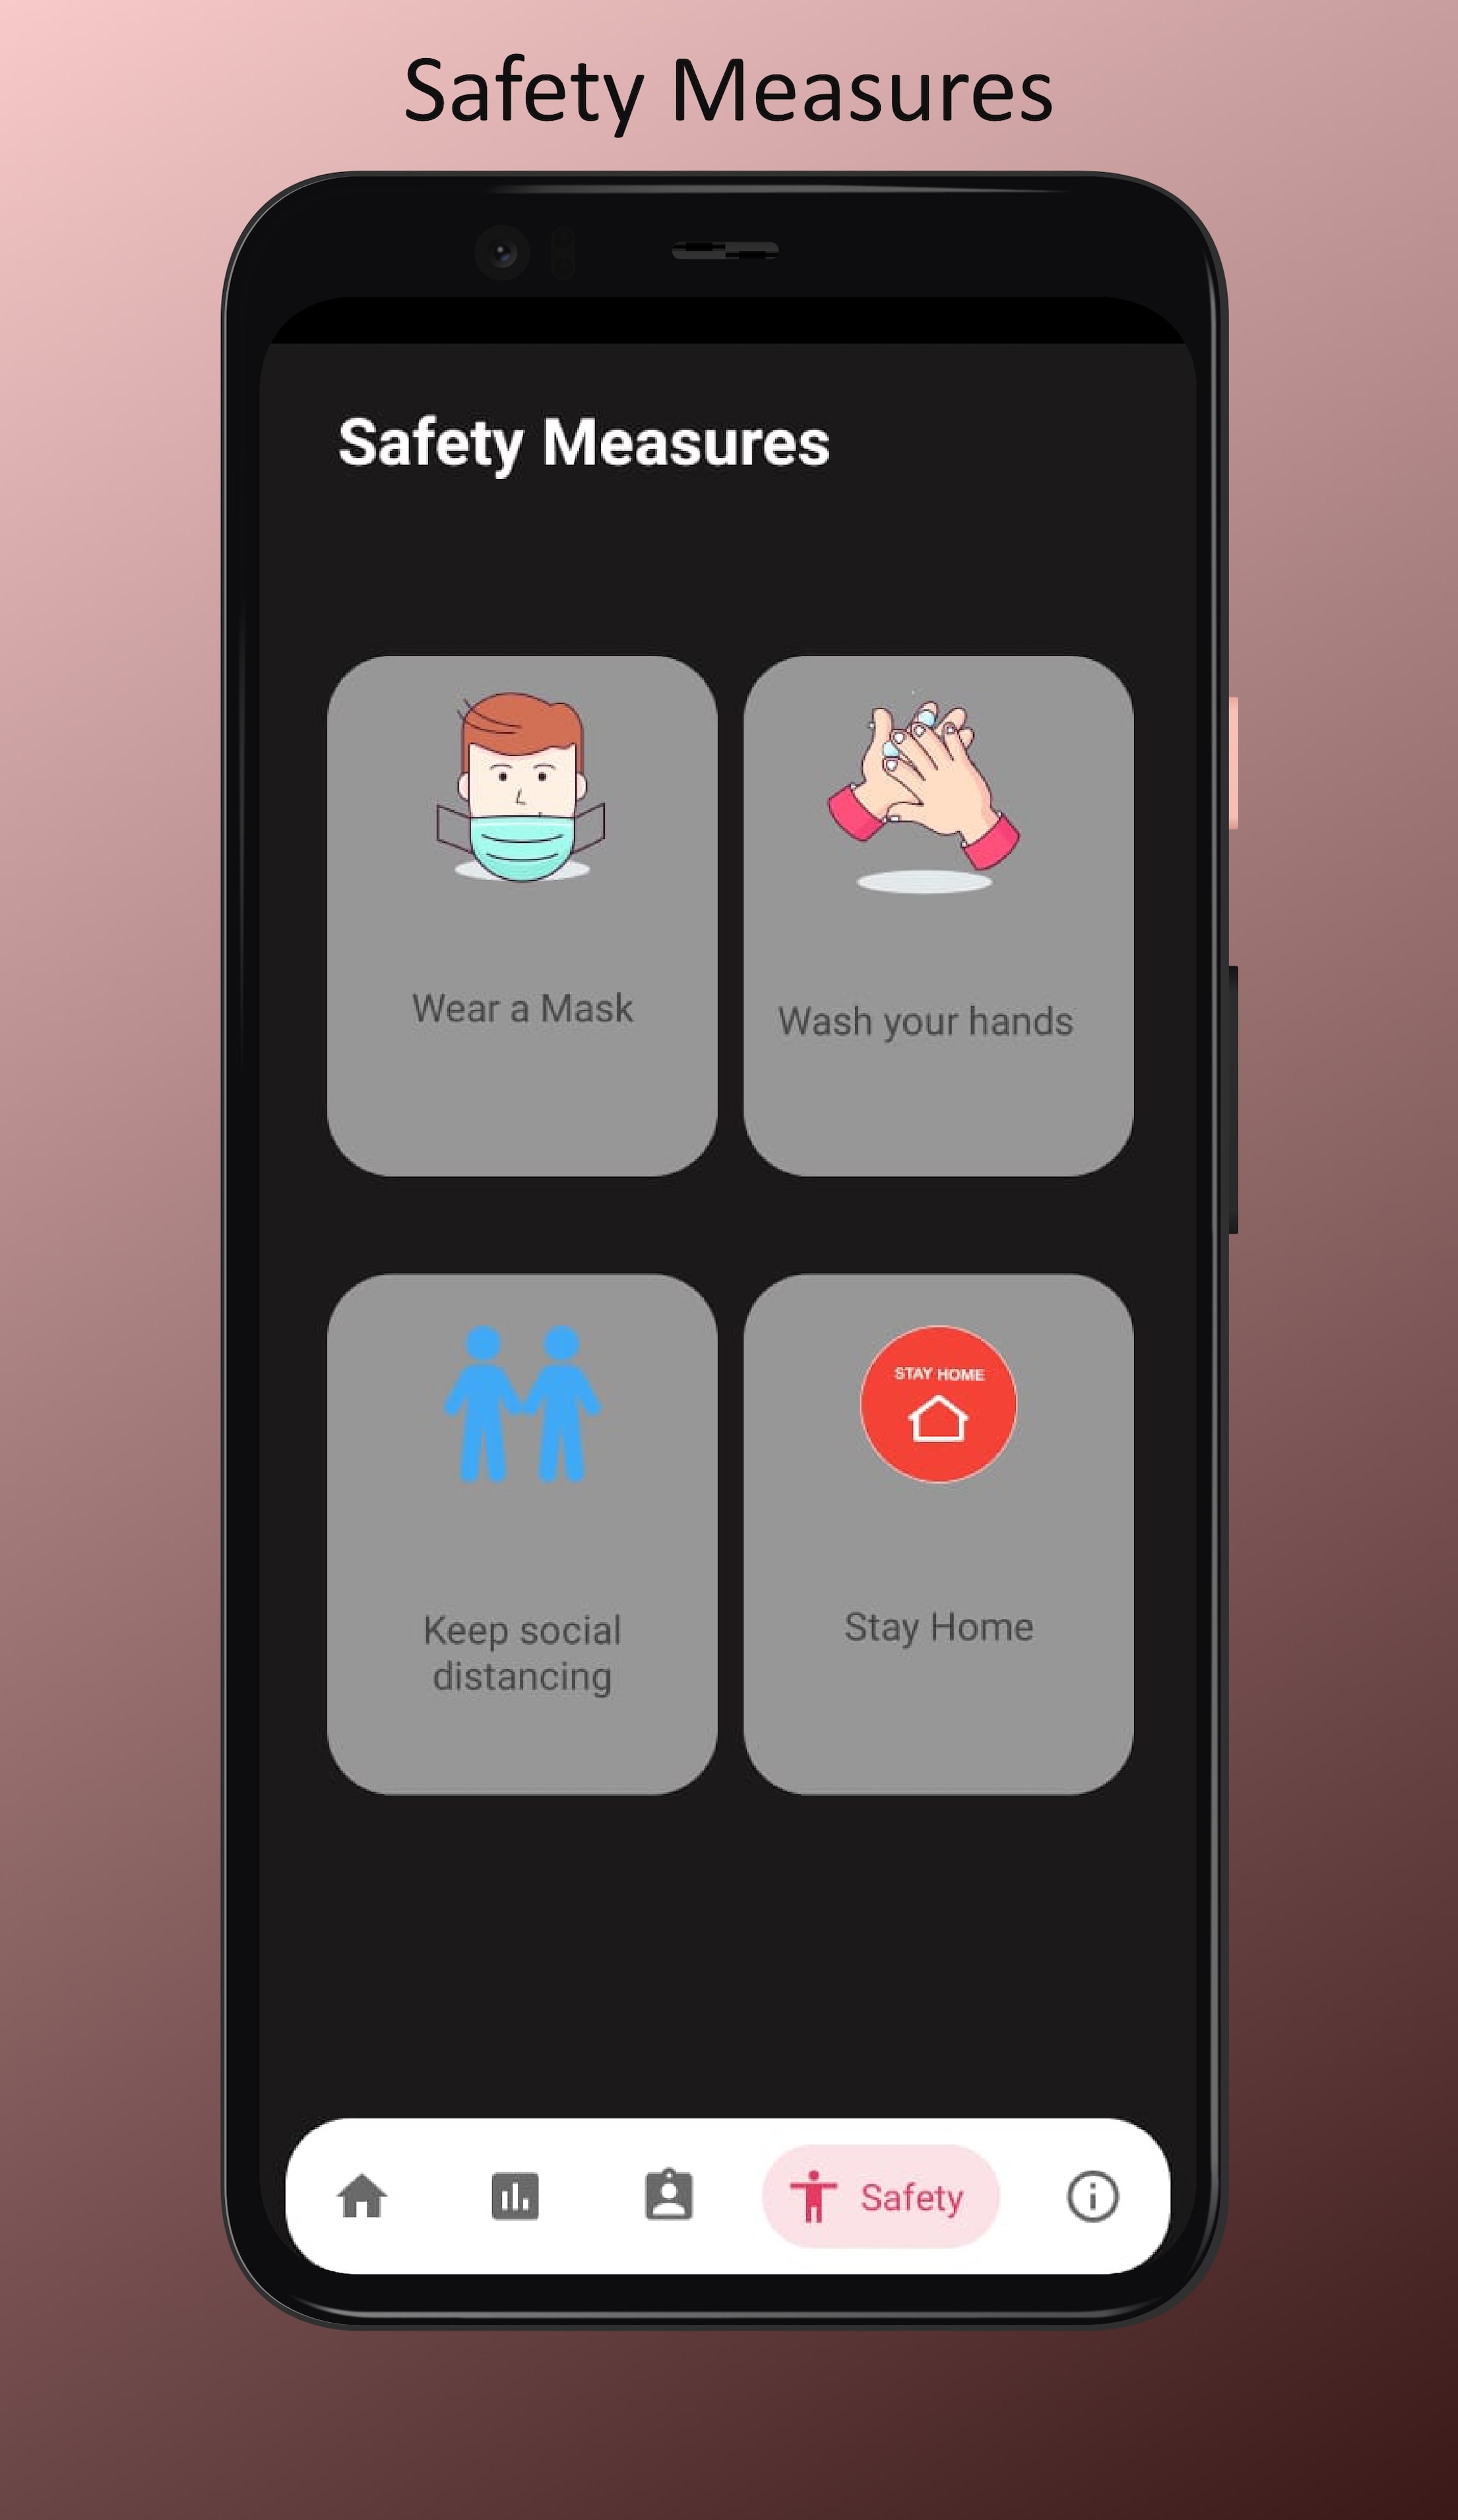 Safety Measures
Safety Measures
Wear a Mask
Wash your hands
Keep social
distancing
STAY HOME
Stay Home
Safety